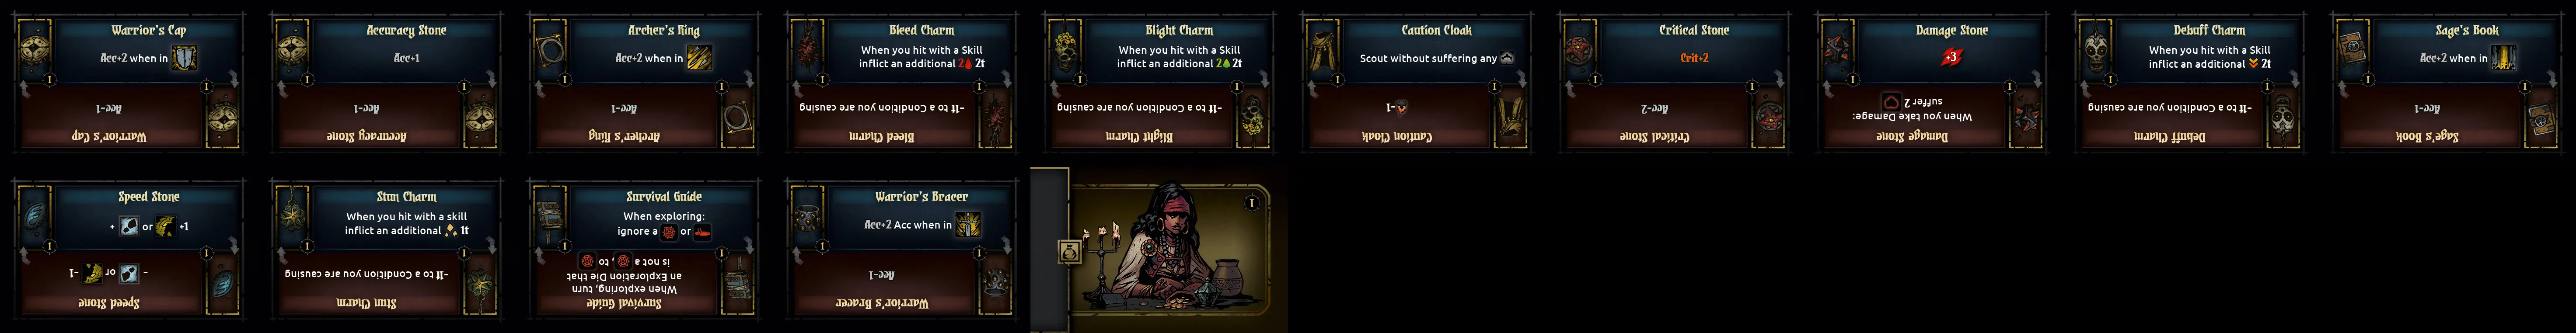 Warrior's Cap
Acc+2 when in
I
I
Acc-1
Warrior's Cap
Accuracy Stone
Acc+1
I
I
Acc-1
Accuracy Stone
Archer's Ring
Acc+2 when in
I
I
Acc-1
Archer's Ring
Bleed Charm
When you hit with a Skill
inflict an additional 2 2t
I
I
-1t to a Condition you are causing
Bleed Charm
Blight Charm
When you hit with a Skill
inflict an additional 2 2t
I
I
-1t to a Condition you are causing
Blight Charm
Caution Cloak
Scout without suffering any
I
I
-1
Caution Cloak
Critical Stone
Crit+2
I
I
Acc-2
Critical Stone
Damage Stone
+3
I
I
When you take Damage:
suffer 2
Damage Stone
Debuff Charm
When you hit with a Skill
inflict an additional 2t
I
I
-1t to a Condition you are causing
Debuff Charm
Sage's Book
Acc+2 when in
I
I
Acc-1
Sage's Book
Speed Stone
+ or +1
I
I
- or -1
Speed Stone
Stun Charm
When you hit with a skill
inflict an additional 1t
I
I
-1t to a Condition you are causing
Stun Charm
Survival Guide
When exploring:
ignore a or
I
I
When exploring, turn
an Exploration Die that
is not a , to
Survival Guide
Warrior's Bracer
Acc+2 Acc when in
I
I
Acc-1
Warrior's Bracer
I